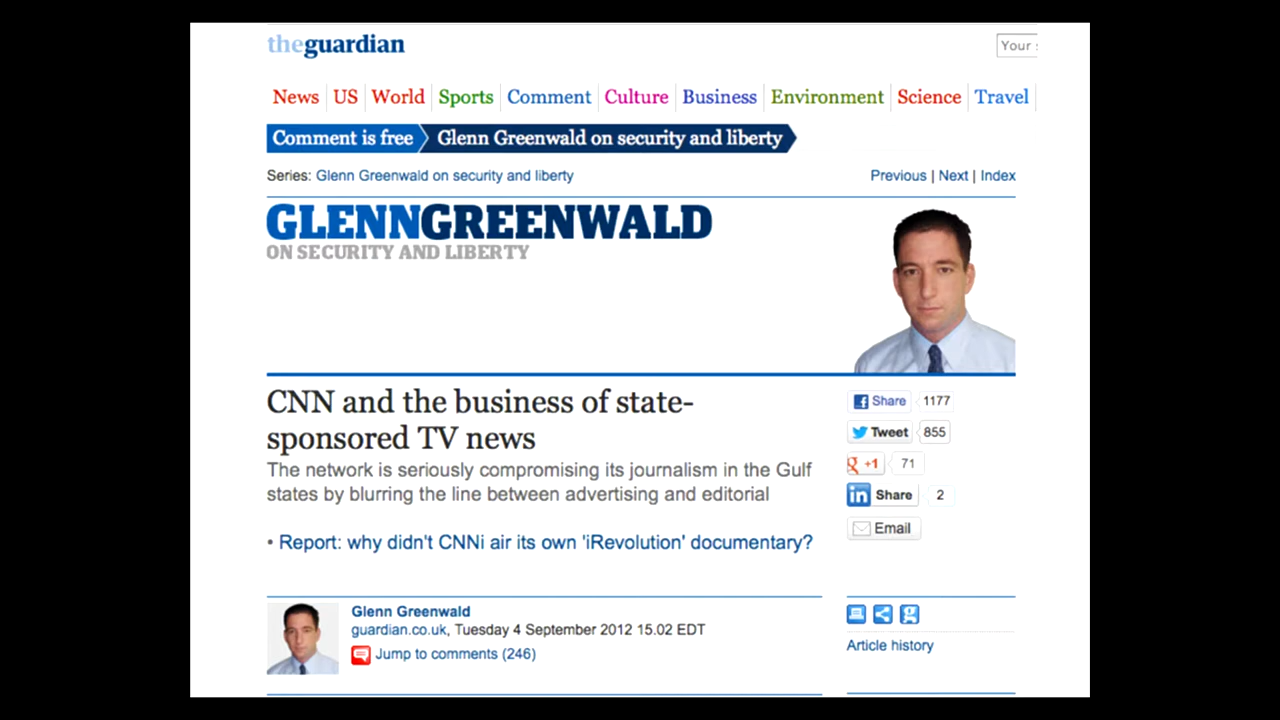 theguardian
Your
News US World Sports Comment Culture Business Environment Science Travel
Comment is free Glenn Greenwald on security and liberty
Series: Glenn Greenwald on security and liberty Previous | Next | Index
GLENNGREENWALD
ON SECURITY AND LIBERTY
CNN and the business of state-
sponsored TV news
The network is seriously compromising its journalism in the Gulf
states by blurring the line between advertising and editorial
• Report: why didn't CNNi air its own 'iRevolution' documentary?
f Share 1177
Tweet 855
g +1 71
in Share 2
Email
Glenn Greenwald
guardian.co.uk, Tuesday 4 September 2012 15.02 EDT
Jump to comments (246)
g
Article history